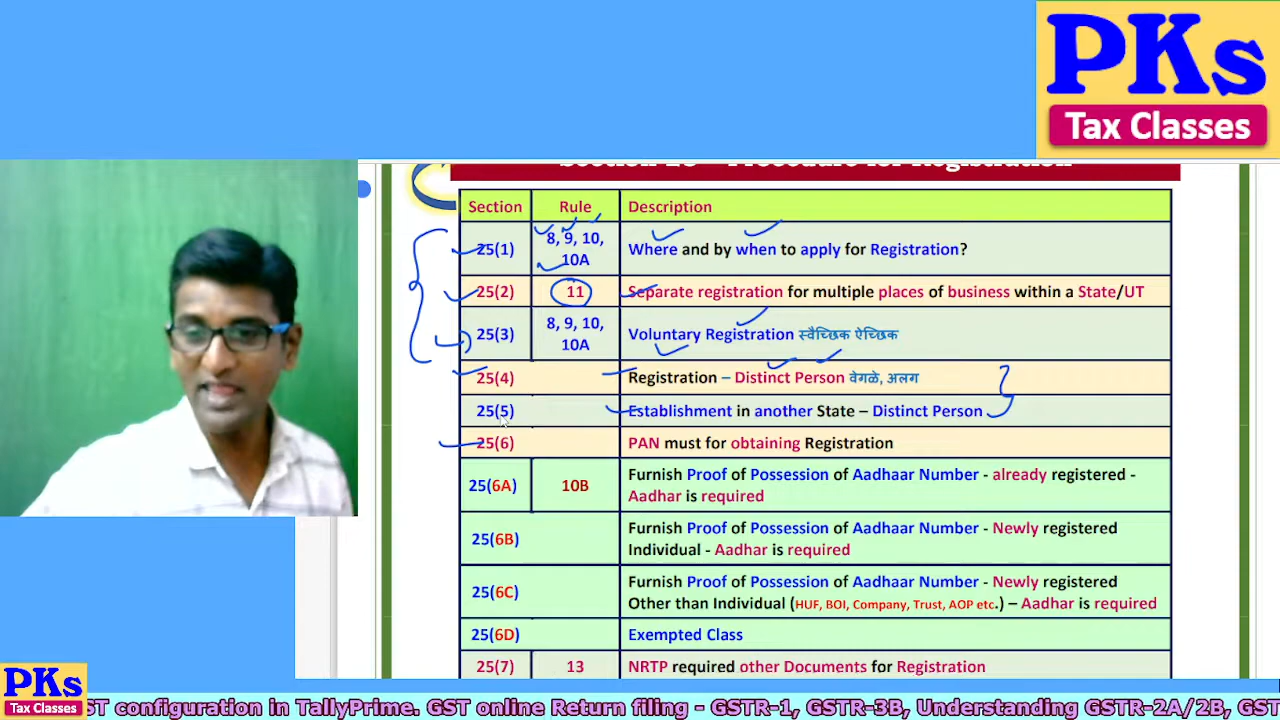 PKs
Tax Classes
Section 25 – Procedure for Registration
Section Rule Description
25(1) 8, 9, 10, 10A Where and by when to apply for Registration?
25(2) 11 Separate registration for multiple places of business within a State/UT
25(3) 8, 9, 10, 10A Voluntary Registration स्वैच्छिक ऐच्छिक
25(4) Registration – Distinct Person वेगळे, अलग
25(5) Establishment in another State – Distinct Person
25(6) PAN must for obtaining Registration
25(6A) 10B Furnish Proof of Possession of Aadhaar Number - already registered -
Aadhar is required
25(6B) Furnish Proof of Possession of Aadhaar Number - Newly registered
Individual - Aadhar is required
25(6C) Furnish Proof of Possession of Aadhaar Number - Newly registered
Other than Individual (HUF, BOI, Company, Trust, AOP etc.) – Aadhar is required
25(6D) Exempted Class
25(7) 13 NRTP required other Documents for Registration
PKs
Tax Classes
ST configuration in TallyPrime. GST online Return filing - GSTR-1, GSTR-3B, Understanding GSTR-2A/2B, GST